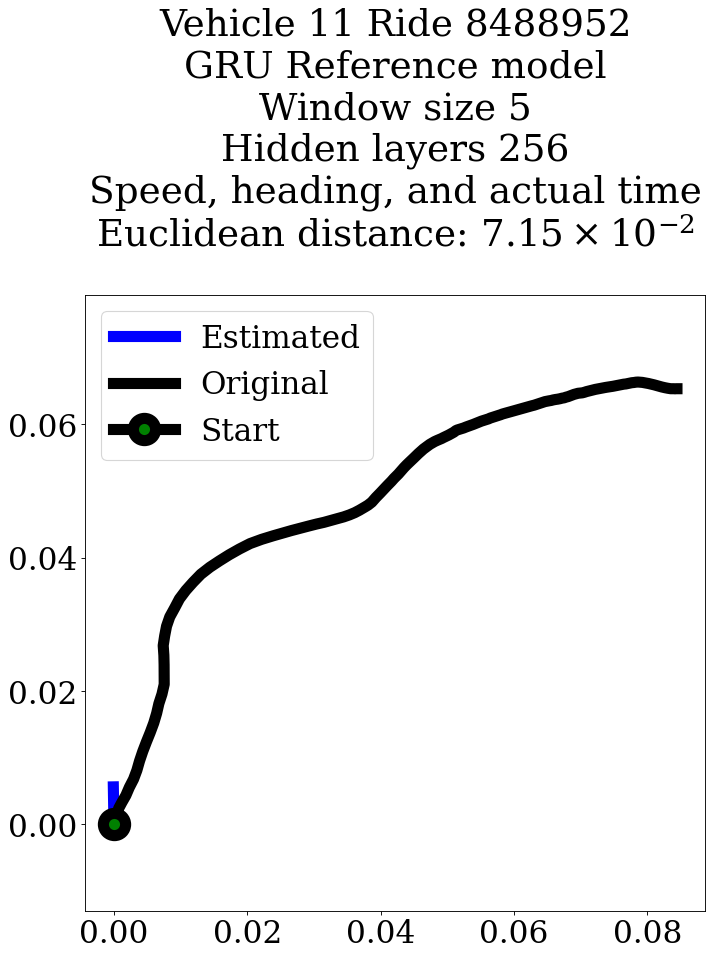 Vehicle 11 Ride 8488952
GRU Reference model
Window size 5
Hidden layers 256
Speed, heading, and actual time
Euclidean distance: 7.15 × 10⁻²
Estimated
Original
Start
0.06
0.04
0.02
0.00
0.00 0.02 0.04 0.06 0.08